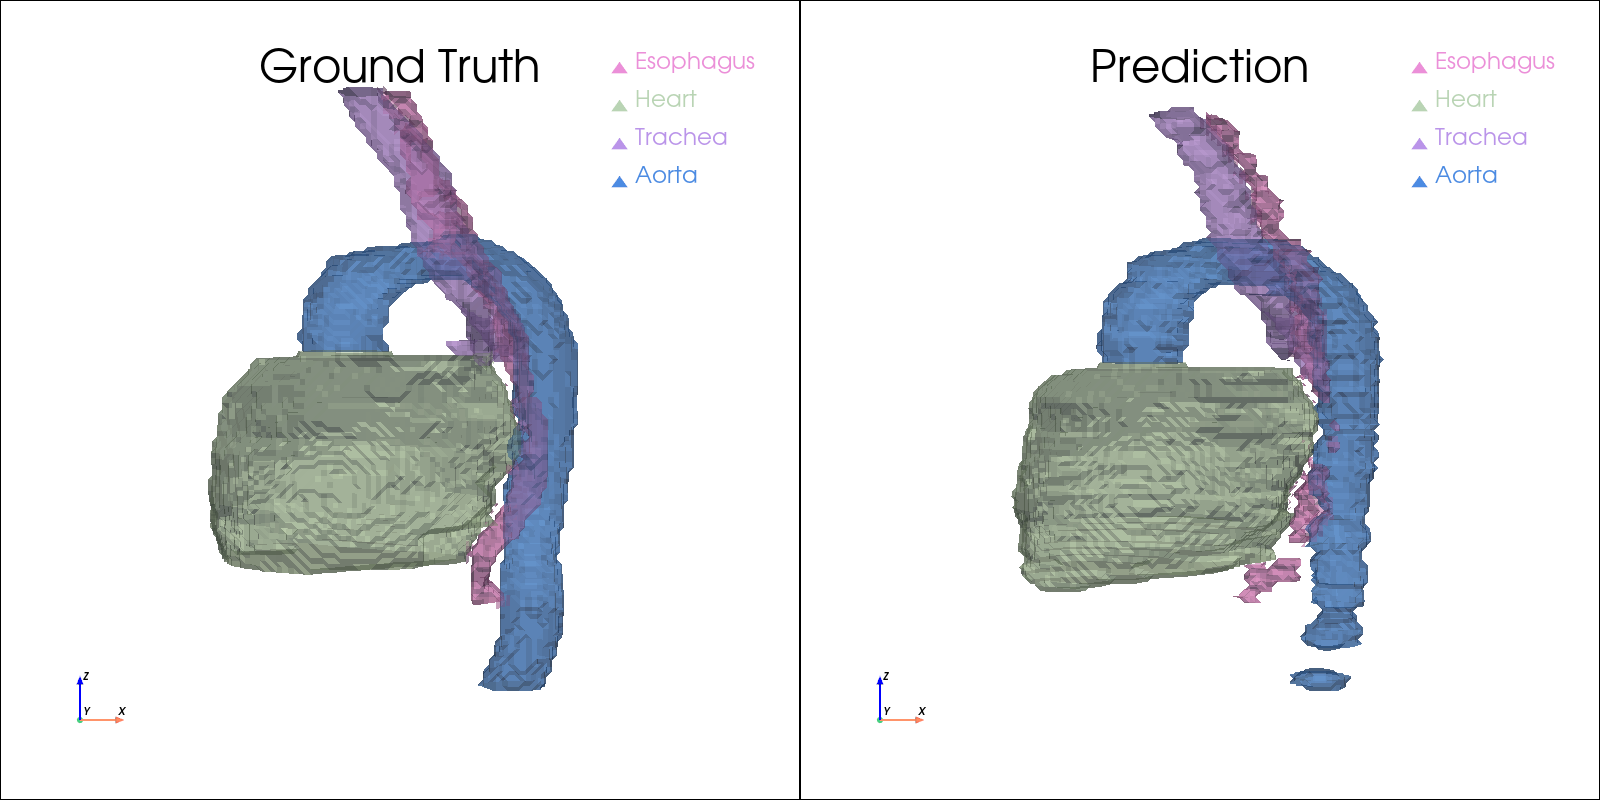 Ground Truth
Esophagus
Heart
Trachea
Aorta
Z
Y
X
Prediction
Esophagus
Heart
Trachea
Aorta
Z
Y
X